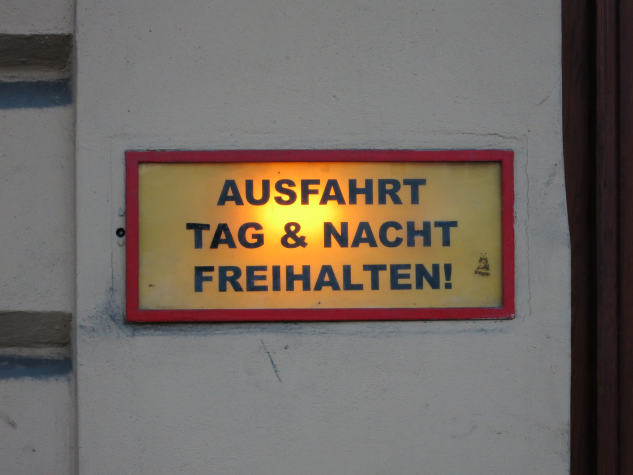 AUSFAHRT
TAG & NACHT
FREIHALTEN!